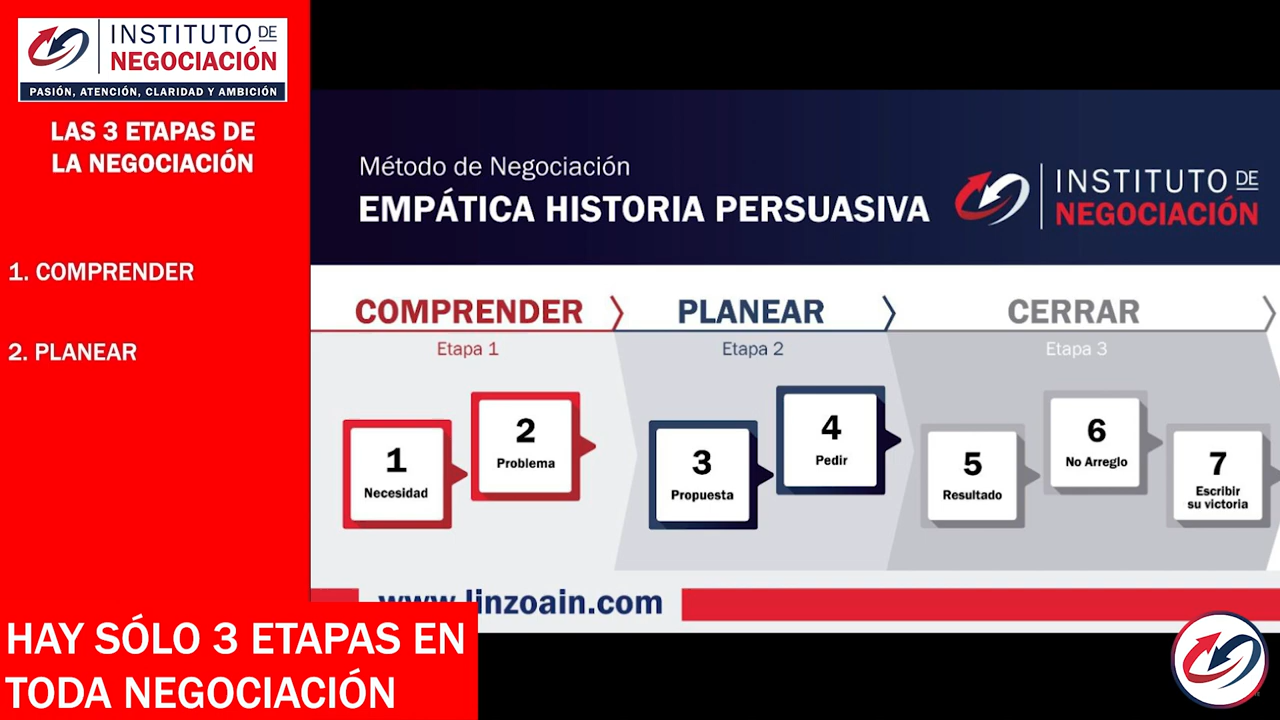 INSTITUTO DE
NEGOCIACIÓN
PASIÓN, ATENCIÓN, CLARIDAD Y AMBICIÓN
LAS 3 ETAPAS DE
LA NEGOCIACIÓN
1. COMPRENDER
2. PLANEAR
HAY SÓLO 3 ETAPAS EN
TODA NEGOCIACIÓN
Método de Negociación
EMPÁTICA HISTORIA PERSUASIVA
INSTITUTO DE
NEGOCIACIÓN
COMPRENDER
Etapa 1
1
Necesidad
2
Problema
PLANEAR
Etapa 2
3
Propuesta
4
Pedir
CERRAR
Etapa 3
5
Resultado
6
No Arreglo
7
Escribir
su victoria
www.linzoain.com